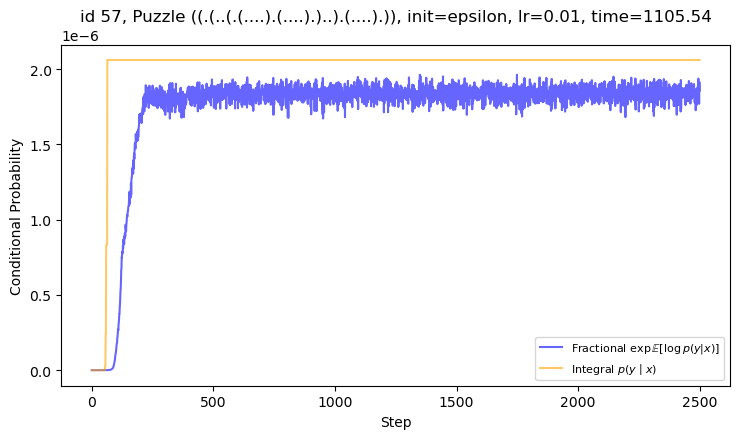 id 57, Puzzle ((.(..(.(....).(....).)..).(....).)), init=epsilon, lr=0.01, time=1105.54
1e−6
2.0
1.5
1.0
0.5
0.0
Conditional Probability
0 500 1000 1500 2000 2500
Step
Fractional exp𝔼[log p(y|x)]
Integral p(y | x)